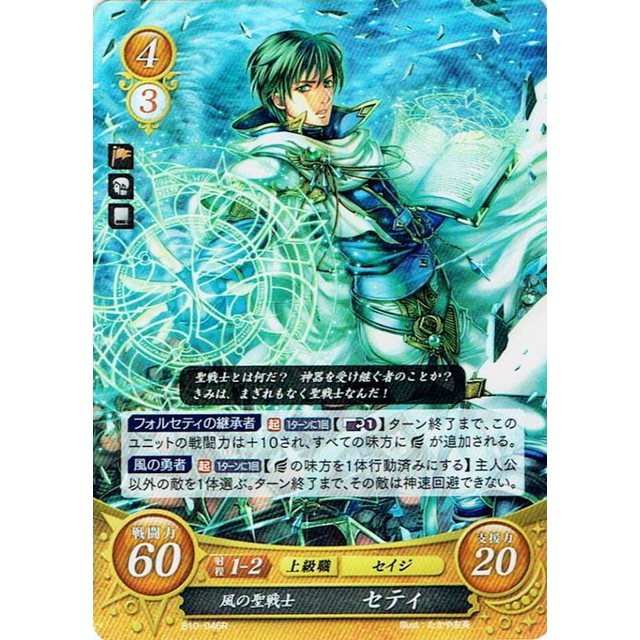 4
3
聖戦士とは何だ? 神器を受け継ぐ者のことか?
きみは、まぎれもなく聖戦士なんだ!
フォルセティの継承者 起 1ターンに1回【1】ターン終了まで、この
ユニットの戦闘力は+10され、すべての味方に が追加される。
風の勇者 起 1ターンに1回【 の味方を1体行動済みにする】主人公
以外の敵を1体選ぶ。ターン終了まで、その敵は神速回避できない。
戦闘力
60
射程 1-2 上級職 セイジ
支援力
20
風の聖戦士 セティ
B10-046R Illust:たかや友英